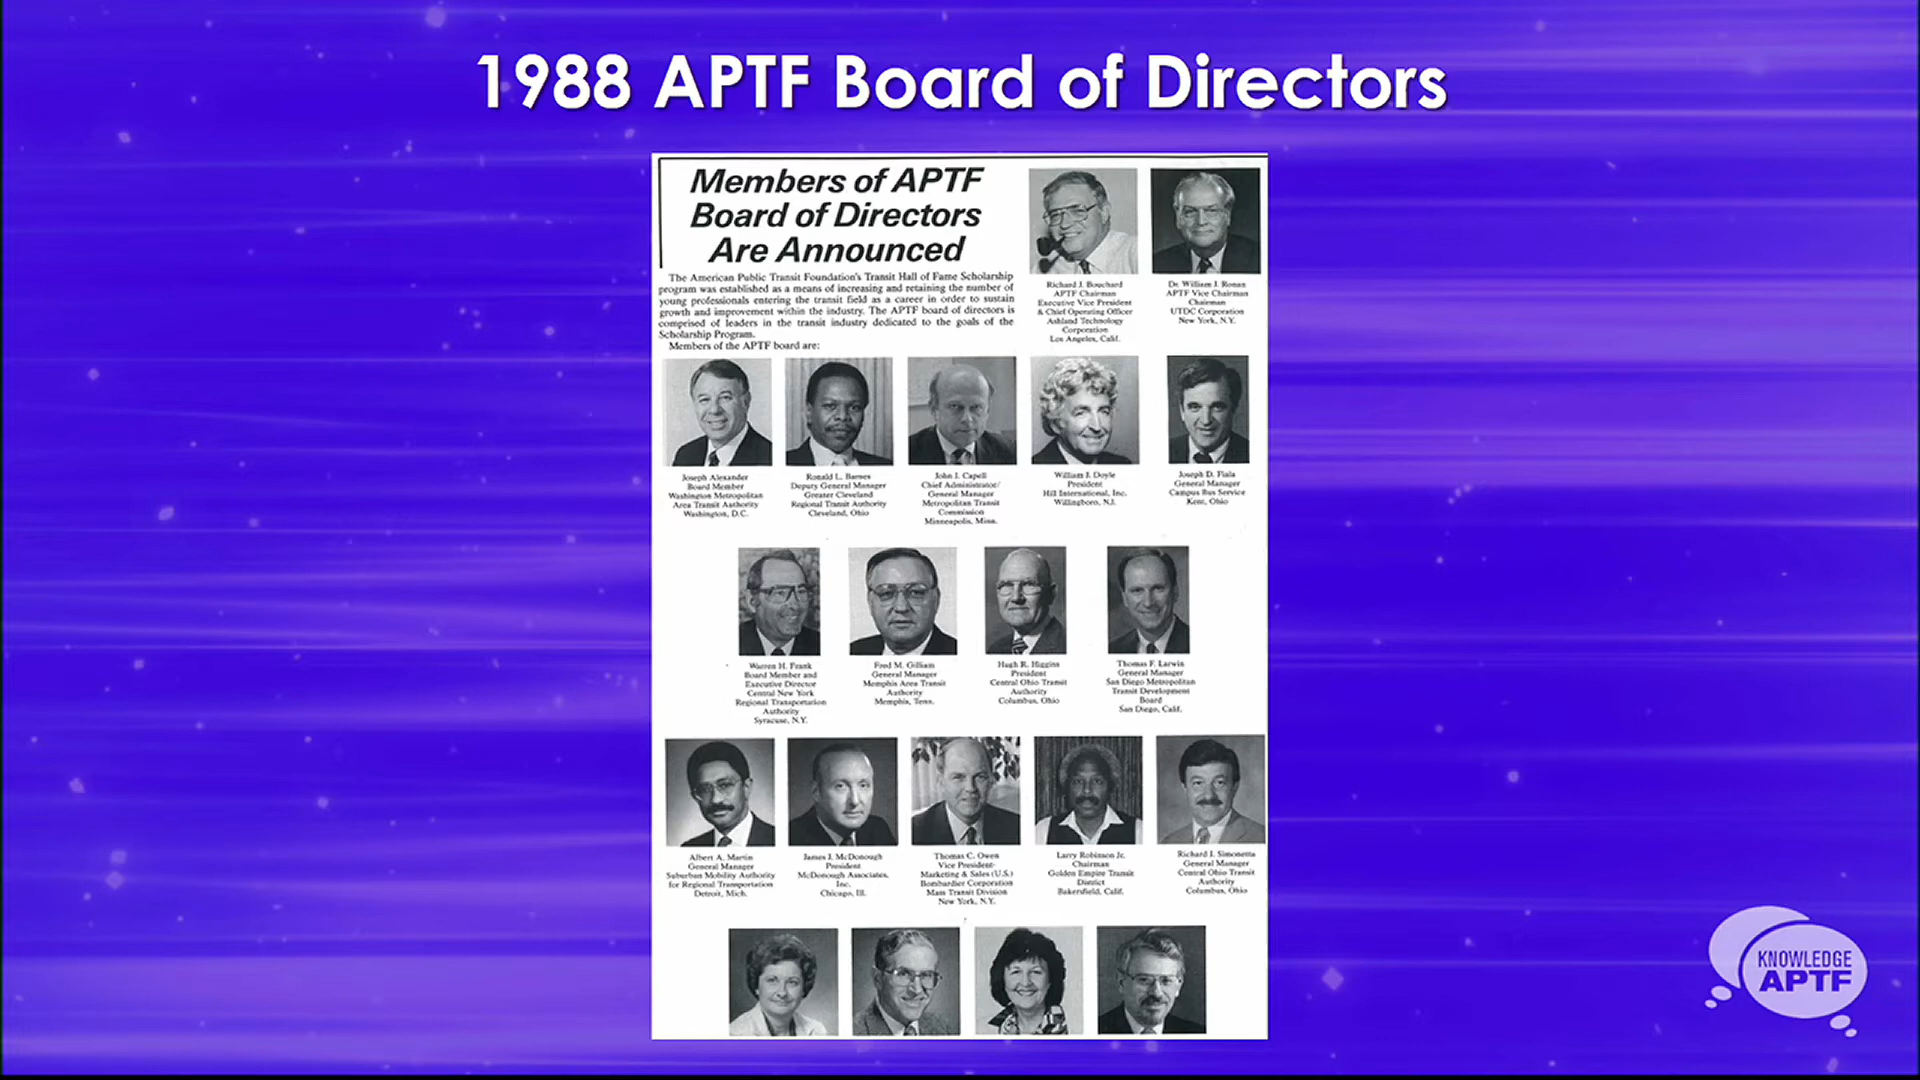 1988 APTF Board of Directors
Members of APTF
Board of Directors
Are Announced
The American Public Transit Foundation's Transit Hall of Fame Scholarship
program was established as a means of increasing and retaining the number of
young professionals entering the transit field as a career in order to sustain
growth and improvement within the industry. The APTF board of directors is
comprised of leaders in the transit industry dedicated to the goals of the
Scholarship Program.
Members of the APTF board are:
Richard J. Bouchard
APTF Chairman
Executive Vice President
& Chief Operating Officer
Ashland Technology
Corporation
Los Angeles, Calif.
Dr. William J. Ronan
APTF Vice Chairman
Chairman
UTDC Corporation
New York, N.Y.
Joseph Alexander
Board Member
Washington Metropolitan
Area Transit Authority
Washington, D.C.
Ronald L. Barnes
Deputy General Manager
Greater Cleveland
Regional Transit Authority
Cleveland, Ohio
John J. Capell
Chief Administrator/
General Manager
Metropolitan Transit
Commission
Minneapolis, Minn.
William J. Doyle
President
Hill International, Inc.
Willingboro, N.J.
Joseph D. Fiala
General Manager
Campus Bus Service
Kent, Ohio
Warren H. Frank
Board Member and
Executive Director
Central New York
Regional Transportation
Authority
Syracuse, N.Y.
Fred M. Gilliam
General Manager
Memphis Area Transit
Authority
Memphis, Tenn.
Hugh R. Higgins
President
Central Ohio Transit
Authority
Columbus, Ohio
Thomas F. Larwin
General Manager
San Diego Metropolitan
Transit Development
Board
San Diego, Calif.
Albert A. Martin
General Manager
Suburban Mobility Authority
for Regional Transportation
Detroit, Mich.
James J. McDonough
President
McDonough Associates,
Inc.
Chicago, Ill.
Thomas C. Owen
Vice President-
Marketing & Sales (U.S.)
Bombardier Corporation
Mass Transit Division
New York, N.Y.
Larry Robinson Jr.
Chairman
Golden Empire Transit
District
Bakersfield, Calif.
Richard J. Simonetta
General Manager
Central Ohio Transit
Authority
Columbus, Ohio
KNOWLEDGE
APTF